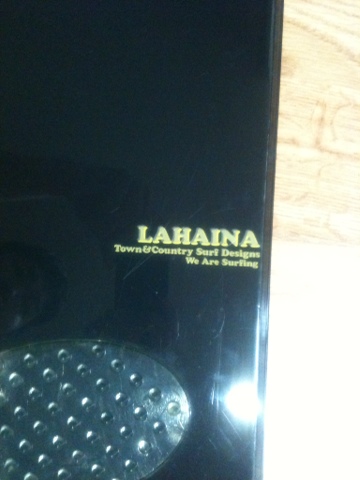 LAHAINA
Town&Country Surf Designs
We Are Surfing